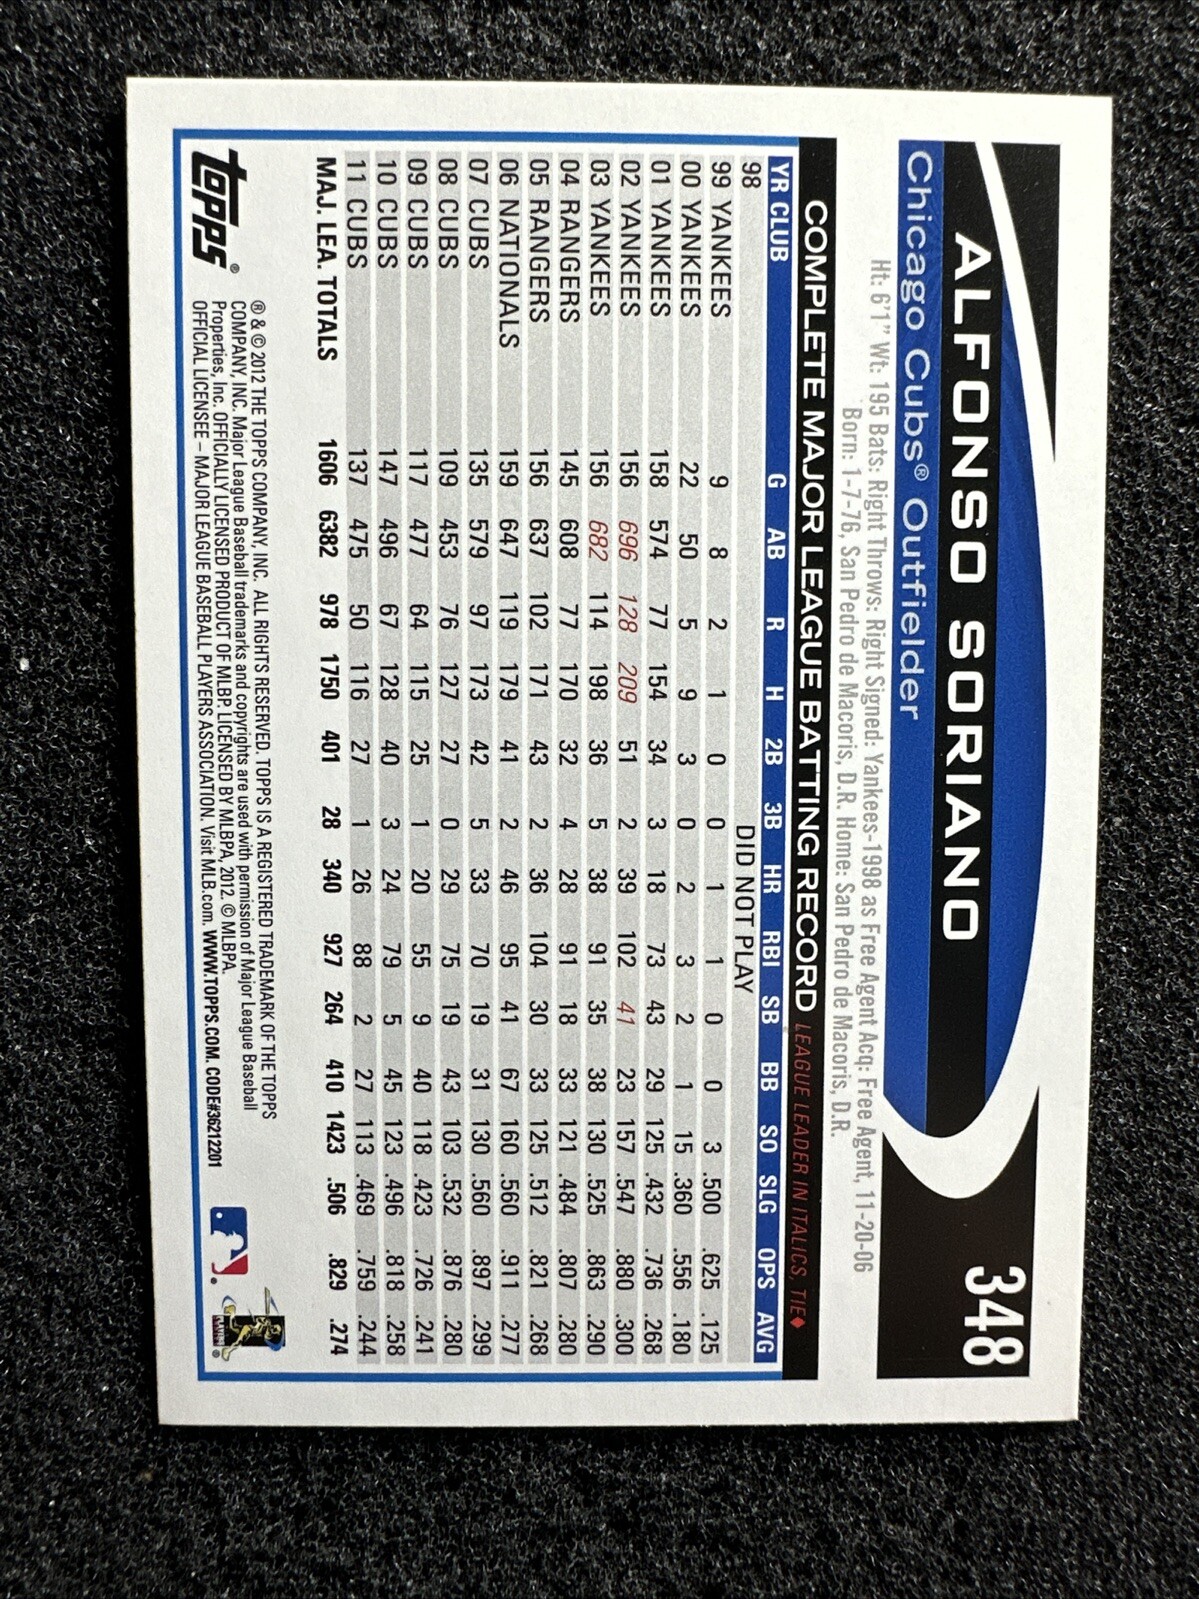 348
ALFONSO SORIANO
Chicago Cubs® Outfielder
Ht: 6'1" Wt: 195 Bats: Right Throws: Right Signed: Yankees-1998 as Free Agent Acq: Free Agent, 11-20-06
Born: 1-7-76, San Pedro de Macoris, D.R. Home: San Pedro de Macoris, D.R.
COMPLETE MAJOR LEAGUE BATTING RECORD LEAGUE LEADER IN ITALICS, TIE♦
YR CLUB G AB R H 2B 3B HR RBI SB BB SO SLG OPS AVG
98 DID NOT PLAY
99 YANKEES 9 8 2 1 0 0 1 1 0 0 3 .500 .625 .125
00 YANKEES 22 50 5 9 3 0 2 3 2 1 15 .360 .556 .180
01 YANKEES 158 574 77 154 34 3 18 73 43 29 125 .432 .736 .268
02 YANKEES 156 696 128 209 51 2 39 102 41 23 157 .547 .880 .300
03 YANKEES 156 682 114 198 36 5 38 91 35 38 130 .525 .863 .290
04 RANGERS 145 608 77 170 32 4 28 91 18 33 121 .484 .807 .280
05 RANGERS 156 637 102 171 43 2 36 104 30 33 125 .512 .821 .268
06 NATIONALS 159 647 119 179 41 2 46 95 41 67 160 .560 .911 .277
07 CUBS 135 579 97 173 42 5 33 70 19 31 130 .560 .897 .299
08 CUBS 109 453 76 127 27 0 29 75 19 43 103 .532 .876 .280
09 CUBS 117 477 64 115 25 1 20 55 9 40 118 .423 .726 .241
10 CUBS 147 496 67 128 40 3 24 79 5 45 123 .496 .818 .258
11 CUBS 137 475 50 116 27 1 26 88 2 27 113 .469 .759 .244
MAJ. LEA. TOTALS 1606 6382 978 1750 401 28 340 927 264 410 1423 .506 .829 .274
topps®
® & © 2012 THE TOPPS COMPANY, INC. ALL RIGHTS RESERVED. TOPPS IS A REGISTERED TRADEMARK OF THE TOPPS
COMPANY, INC. Major League Baseball trademarks and copyrights are used with permission of Major League Baseball
Properties, Inc. OFFICIALLY LICENSED PRODUCT OF MLBP. LICENSED BY MLBPA, 2012. © MLBPA.
OFFICIAL LICENSEE – MAJOR LEAGUE BASEBALL PLAYERS ASSOCIATION. Visit MLB.com. WWW.TOPPS.COM. CODE#36212201